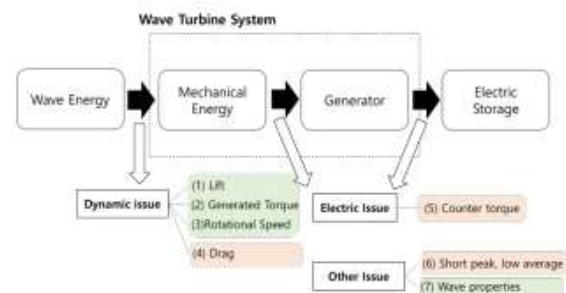 Wave Turbine System
Wave Energy
Mechanical
Energy
Generator
Electric
Storage
Dynamic issue
(1) Lift
(2) Generated Torque
(3)Rotational Speed
(4) Drag
Electric Issue
(5) Counter torque
Other Issue
(6) Short peak, low average
(7) Wave properties